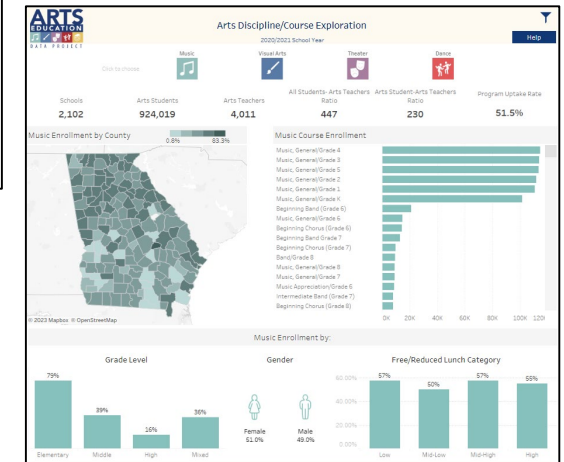 ARTS
EDUCATION
DATA PROJECT
Arts Discipline/Course Exploration
2020/2021 School Year
Help
Click to choose
Music
Visual Arts
Theater
Dance
Schools
Arts Students
Arts Teachers
All Students- Arts Teachers Ratio
Arts Student-Arts Teachers Ratio
Program Uptake Rate
2,102
924,019
4,011
447
230
51.5%
Music Enrollment by County
0.8%
83.3%
© 2023 Mapbox © OpenStreetMap
Music Course Enrollment
Music, General/Grade 4
Music, General/Grade 3
Music, General/Grade 5
Music, General/Grade 2
Music, General/Grade 1
Music, General/Grade K
Beginning Band (Grade 6)
Music, General/Grade 6
Beginning Chorus (Grade 6)
Beginning Band Grade 7
Beginning Chorus (Grade 7)
Band/Grade 8
Music, General/Grade 8
Music, General/Grade 7
Music Appreciation/Grade 6
Intermediate Band (Grade 7)
Beginning Chorus (Grade 8)
0K 20K 40K 60K 80K 100K 120
Music Enrollment by:
Grade Level
79%
39%
16%
36%
Elementary
Middle
High
Mixed
Gender
Female
51.0%
Male
49.0%
Free/Reduced Lunch Category
60.00%
40.00%
20.00%
0.00%
57%
50%
57%
55%
Low
Mid-Low
Mid-High
High